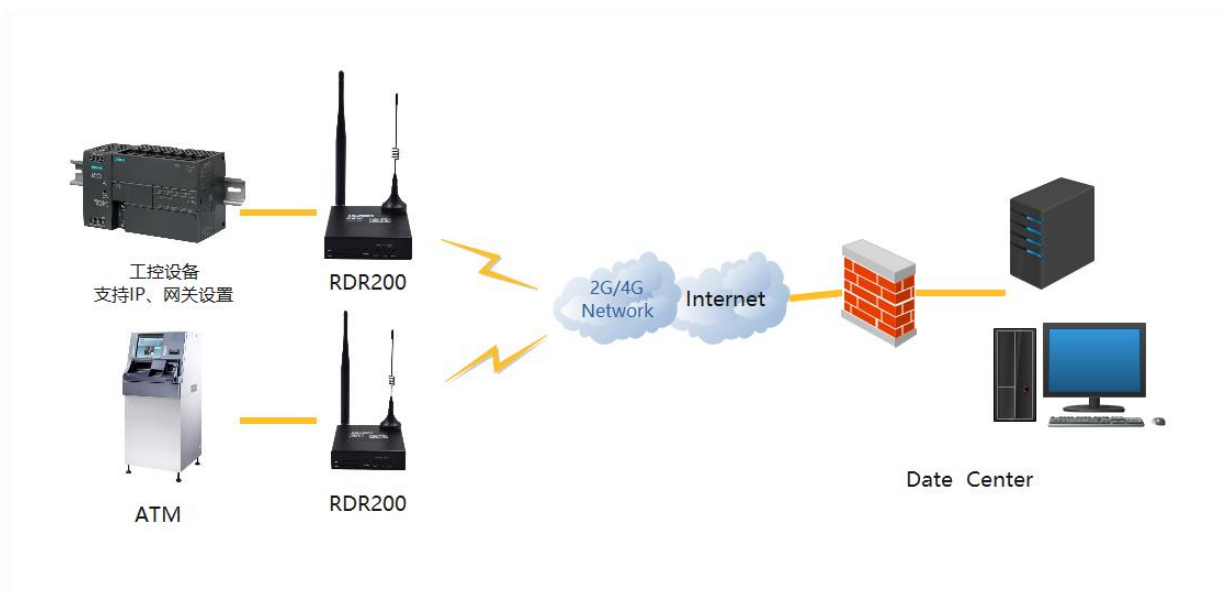 工控设备
支持IP、网关设置
RDR200
2G/4G
Network
Internet
ATM
RDR200
Date Center